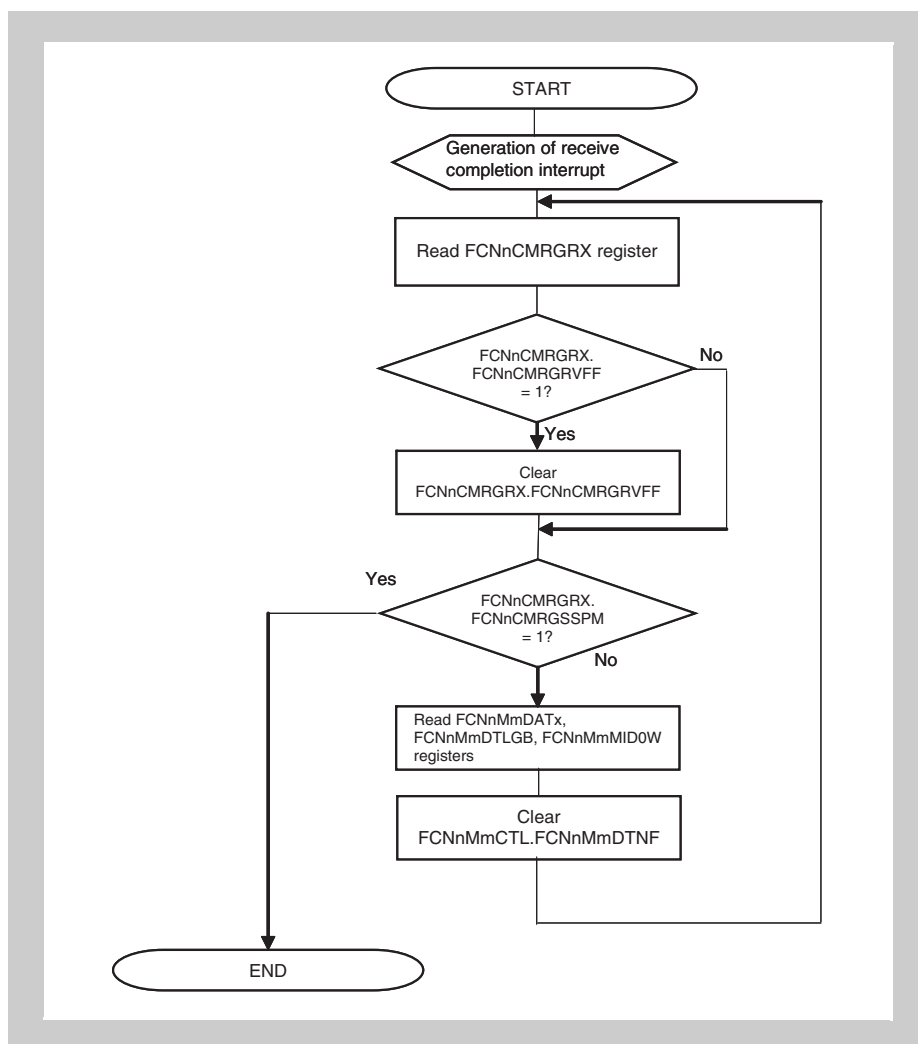 START
Generation of receive
completion interrupt
Read FCNnCMRGRX register
FCNnCMRGRX.
FCNnCMRGRVFF
= 1?
No
Yes
Clear
FCNnCMRGRX.FCNnCMRGRVFF
Yes
FCNnCMRGRX.
FCNnCMRGSSPM
= 1?
No
Read FCNnMmDATx,
FCNnMmDTLGB, FCNnMmMID0W
registers
Clear
FCNnMmCTL.FCNnMmDTNF
END